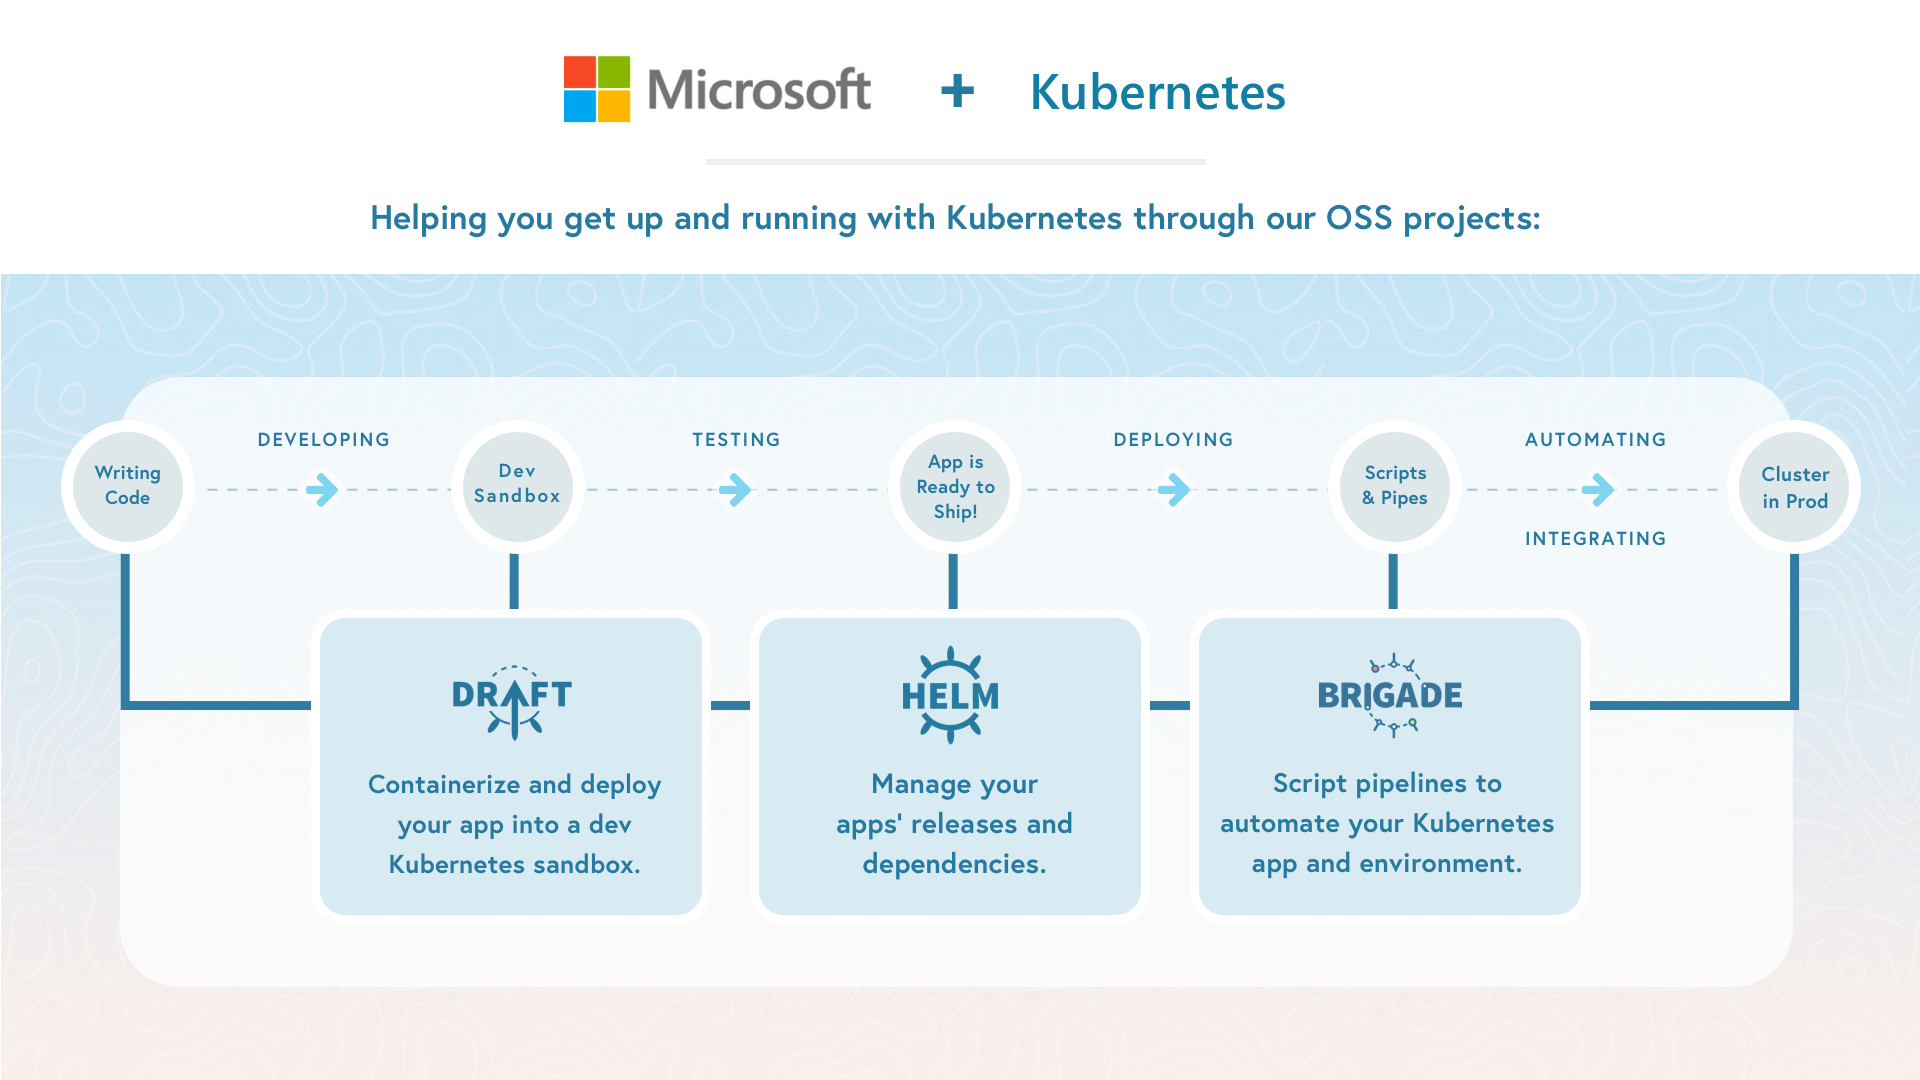 Microsoft + Kubernetes
Helping you get up and running with Kubernetes through our OSS projects:
Writing
Code
DEVELOPING
Dev
Sandbox
TESTING
App is
Ready to
Ship!
DEPLOYING
Scripts
& Pipes
AUTOMATING
INTEGRATING
Cluster
in Prod
DRAFT
Containerize and deploy
your app into a dev
Kubernetes sandbox.
HELM
Manage your
apps' releases and
dependencies.
BRIGADE
Script pipelines to
automate your Kubernetes
app and environment.